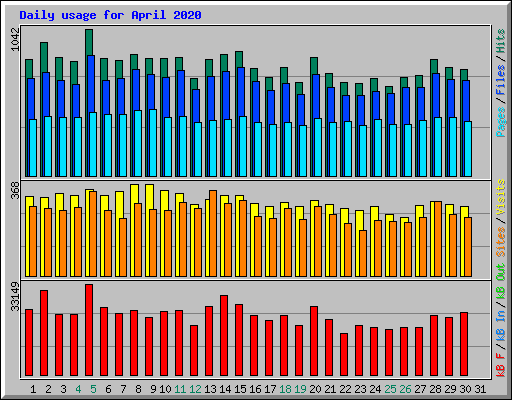 Daily usage for April 2020
1042
Pages / Files / Hits
368
Sites / Visits
33149
kB F / kB In / kB Out
1 2 3 4 5 6 7 8 9 10 11 12 13 14 15 16 17 18 19 20 21 22 23 24 25 26 27 28 29 30 31